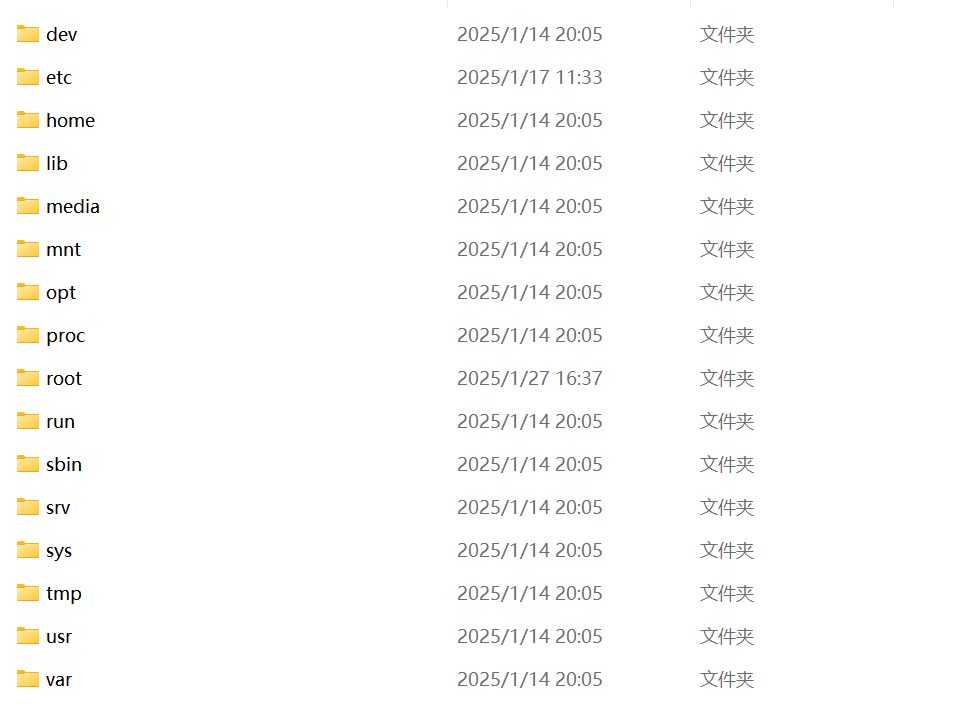 dev 2025/1/14 20:05 文件夹
etc 2025/1/17 11:33 文件夹
home 2025/1/14 20:05 文件夹
lib 2025/1/14 20:05 文件夹
media 2025/1/14 20:05 文件夹
mnt 2025/1/14 20:05 文件夹
opt 2025/1/14 20:05 文件夹
proc 2025/1/14 20:05 文件夹
root 2025/1/27 16:37 文件夹
run 2025/1/14 20:05 文件夹
sbin 2025/1/14 20:05 文件夹
srv 2025/1/14 20:05 文件夹
sys 2025/1/14 20:05 文件夹
tmp 2025/1/14 20:05 文件夹
usr 2025/1/14 20:05 文件夹
var 2025/1/14 20:05 文件夹